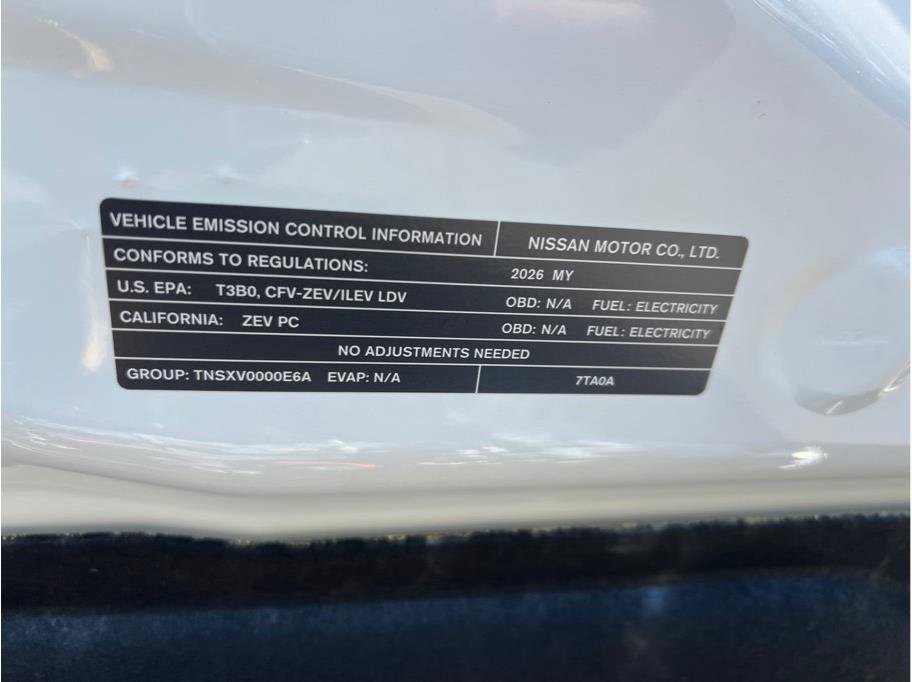 VEHICLE EMISSION CONTROL INFORMATION NISSAN MOTOR CO., LTD.
CONFORMS TO REGULATIONS: 2026 MY
U.S. EPA: T3B0, CFV-ZEV/ILEV LDV OBD: N/A FUEL: ELECTRICITY
CALIFORNIA: ZEV PC OBD: N/A FUEL: ELECTRICITY
NO ADJUSTMENTS NEEDED
GROUP: TNSXV0000E6A EVAP: N/A 7TA0A